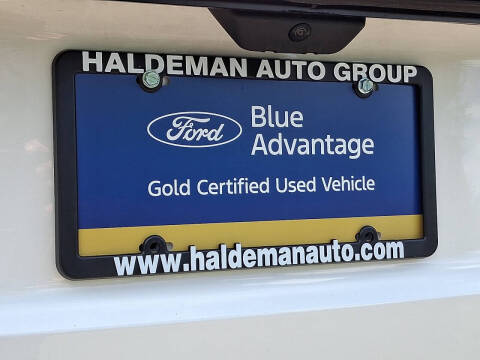 HALDEMAN AUTO GROUP
Ford
Blue
Advantage
Gold Certified Used Vehicle
www.haldemanauto.com